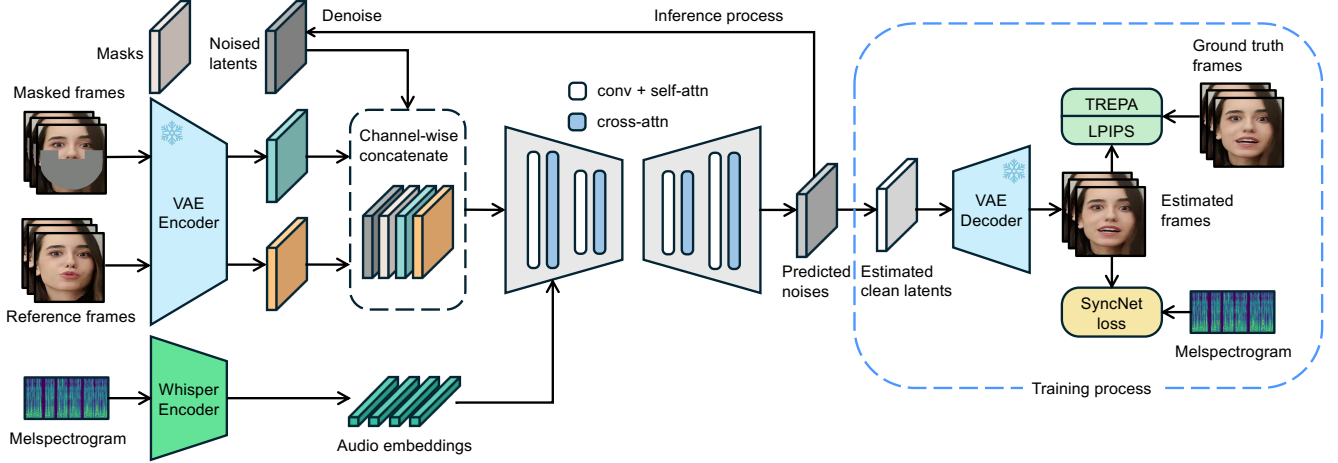 Denoise
Inference process
Masks
Noised
latents
Ground truth
frames
Masked frames
conv + self-attn
cross-attn
TREPA
LPIPS
Channel-wise
concatenate
VAE
Encoder
VAE
Decoder
Estimated
frames
Reference frames
Predicted
noises
Estimated
clean latents
SyncNet
loss
Melspectrogram
Training process
Whisper
Encoder
Melspectrogram
Audio embeddings